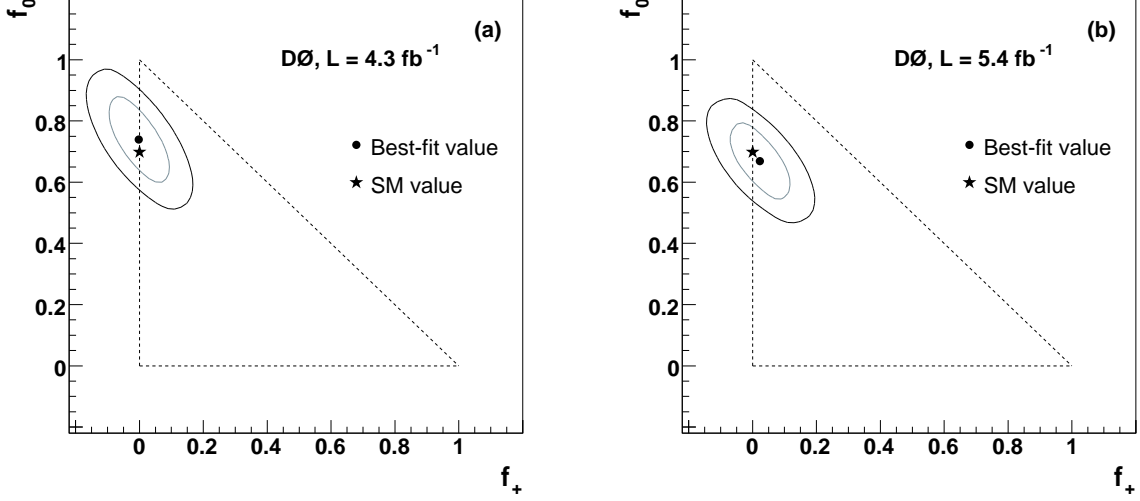 f0
(a)
DØ, L = 4.3 fb-1
1
0.8
0.6
0.4
0.2
0
Best-fit value
SM value
0 0.2 0.4 0.6 0.8 1
f+
f0
(b)
DØ, L = 5.4 fb-1
1
0.8
0.6
0.4
0.2
0
Best-fit value
SM value
0 0.2 0.4 0.6 0.8 1
f+